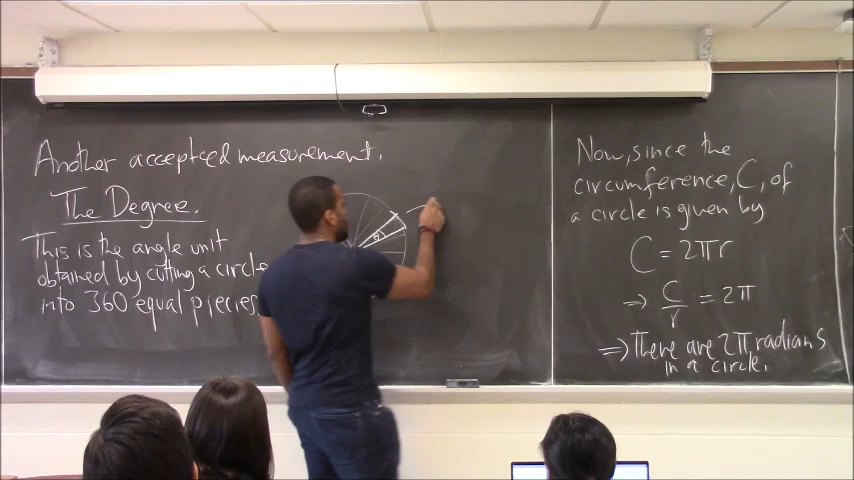 Another accepteed measurement.
The Degree.
This is the angle unit
obtained by cutting a circle
into 360 equal pieces.
θ
Now, since the
circumference, C, of
a circle is given by
C = 2πr
⇒ C/r = 2π
⇒ There are 2π radians
in a circle.